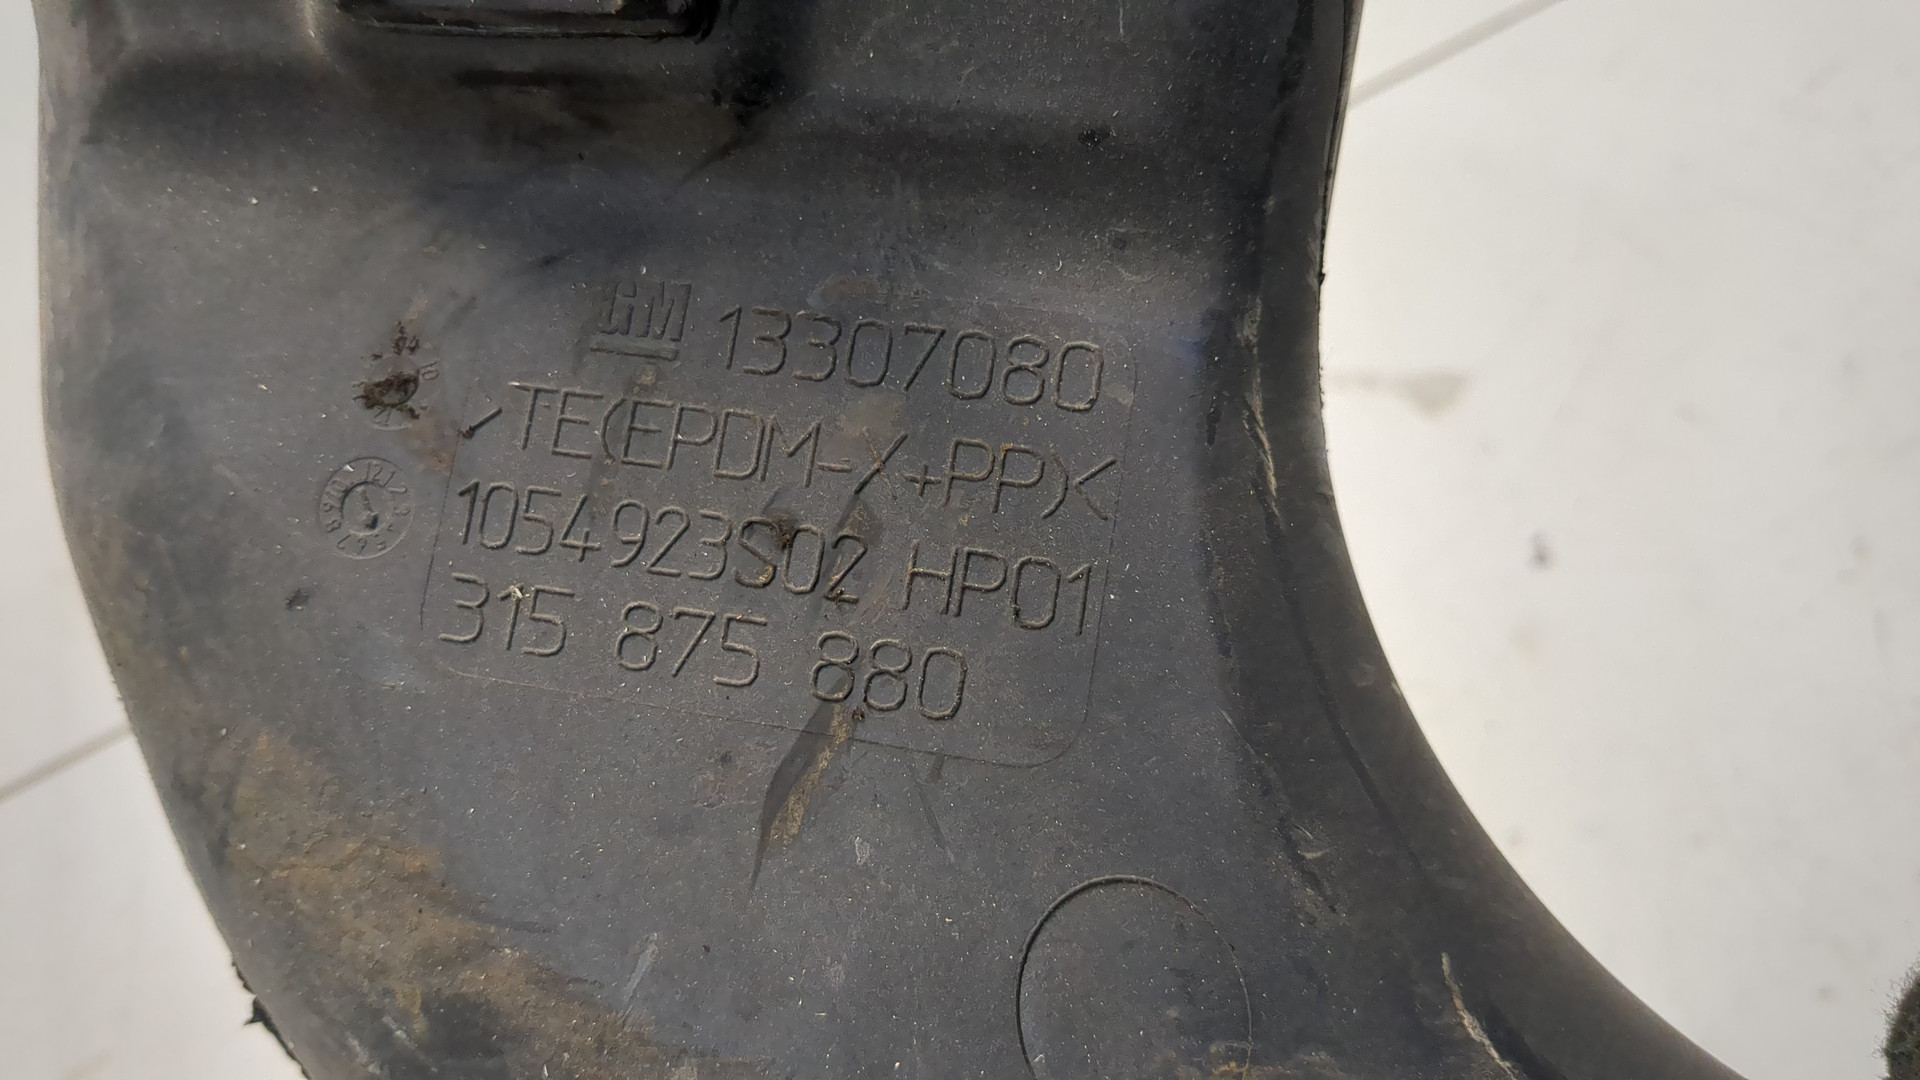 GM 13307080
>TE(EPDM-X+PP)<
1054923S02 HP01
315 875 880